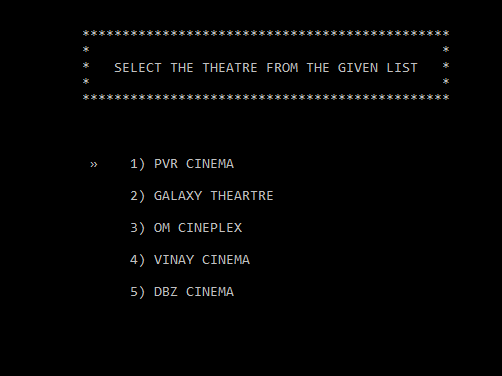 **********************************************
* *
* SELECT THE THEATRE FROM THE GIVEN LIST *
* *
**********************************************
» 1) PVR CINEMA
2) GALAXY THEARTRE
3) OM CINEPLEX
4) VINAY CINEMA
5) DBZ CINEMA